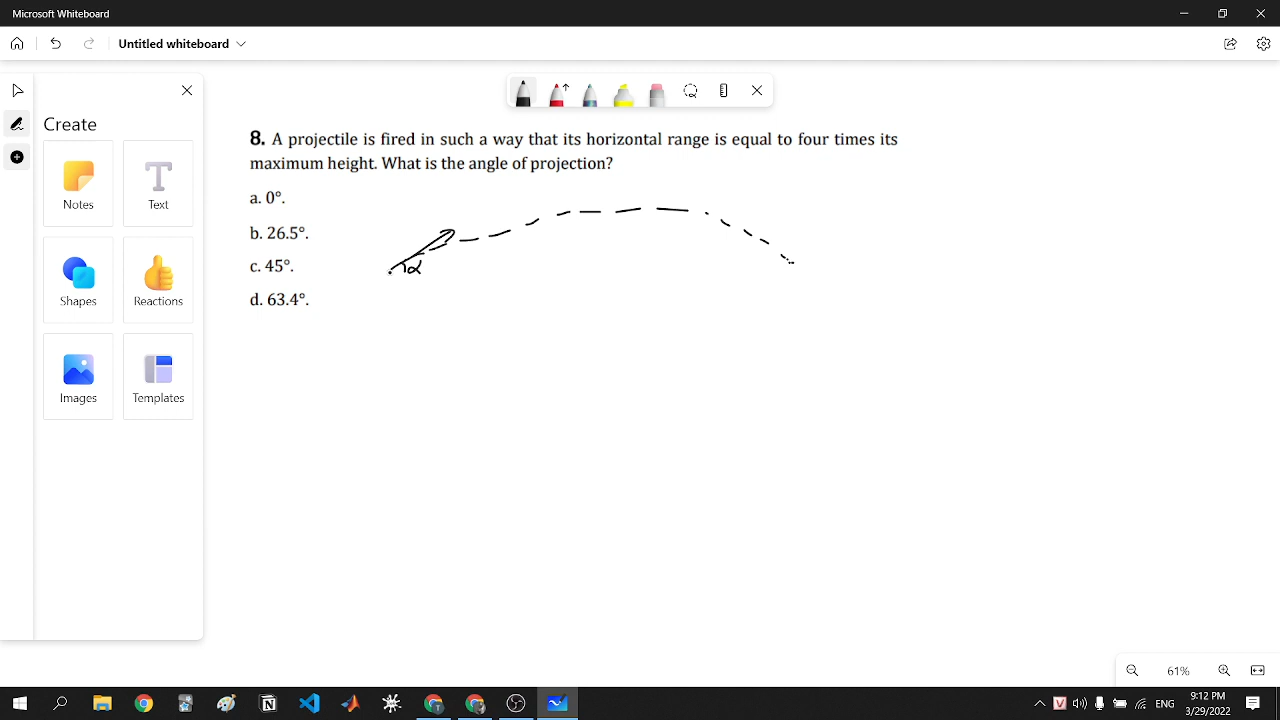 Microsoft Whiteboard
Untitled whiteboard
Create
Notes
Text
Shapes
Reactions
Images
Templates
8. A projectile is fired in such a way that its horizontal range is equal to four times its
maximum height. What is the angle of projection?
a. 0°.
b. 26.5°.
c. 45°.
d. 63.4°.
α
61%
ENG
9:12 PM
3/29/2022